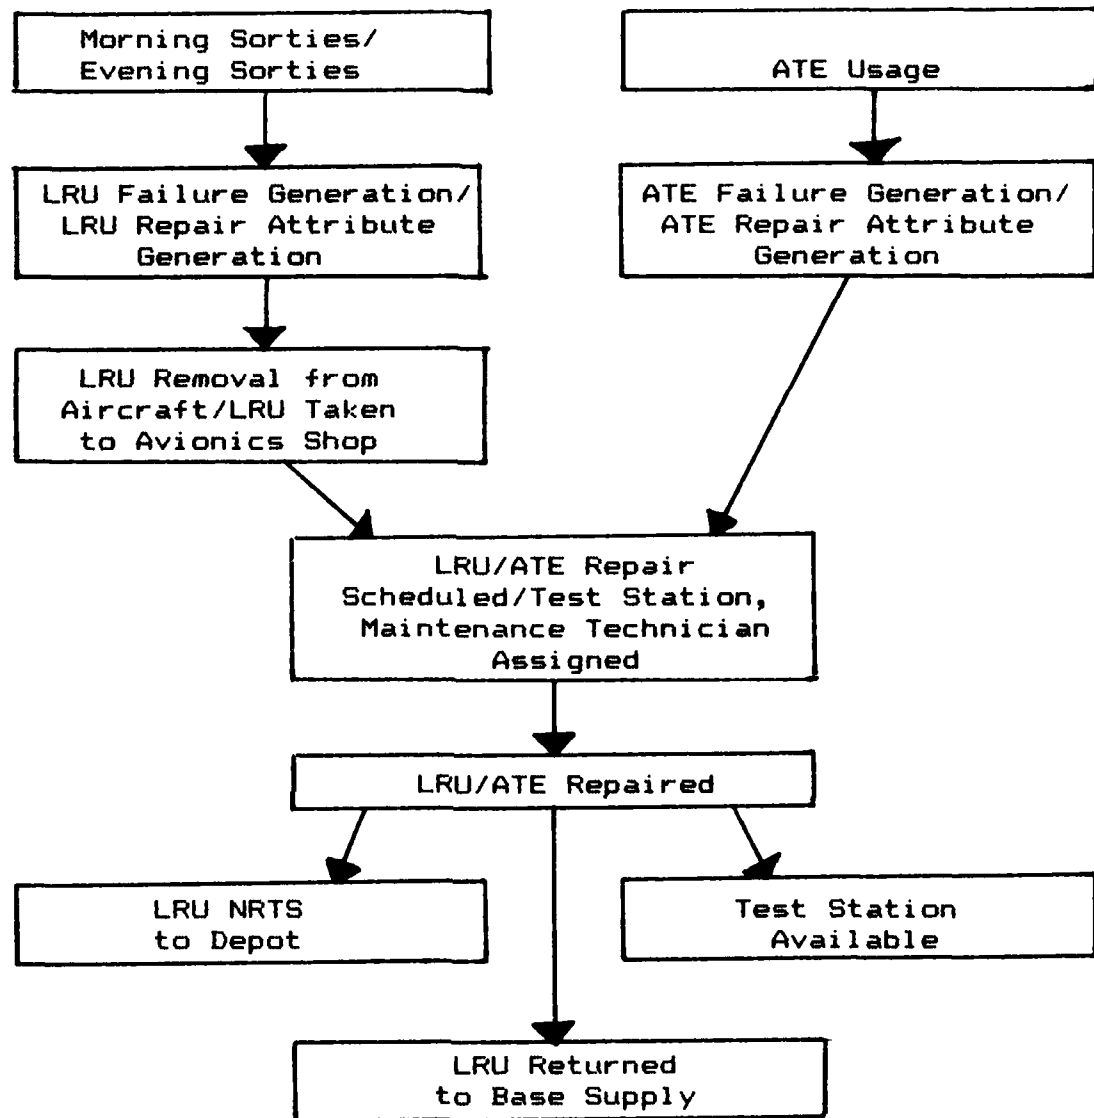 Morning Sorties/
Evening Sorties
ATE Usage
LRU Failure Generation/
LRU Repair Attribute
Generation
ATE Failure Generation/
ATE Repair Attribute
Generation
LRU Removal from
Aircraft/LRU Taken
to Avionics Shop
LRU/ATE Repair
Scheduled/Test Station,
Maintenance Technician
Assigned
LRU/ATE Repaired
LRU NRTS
to Depot
Test Station
Available
LRU Returned
to Base Supply